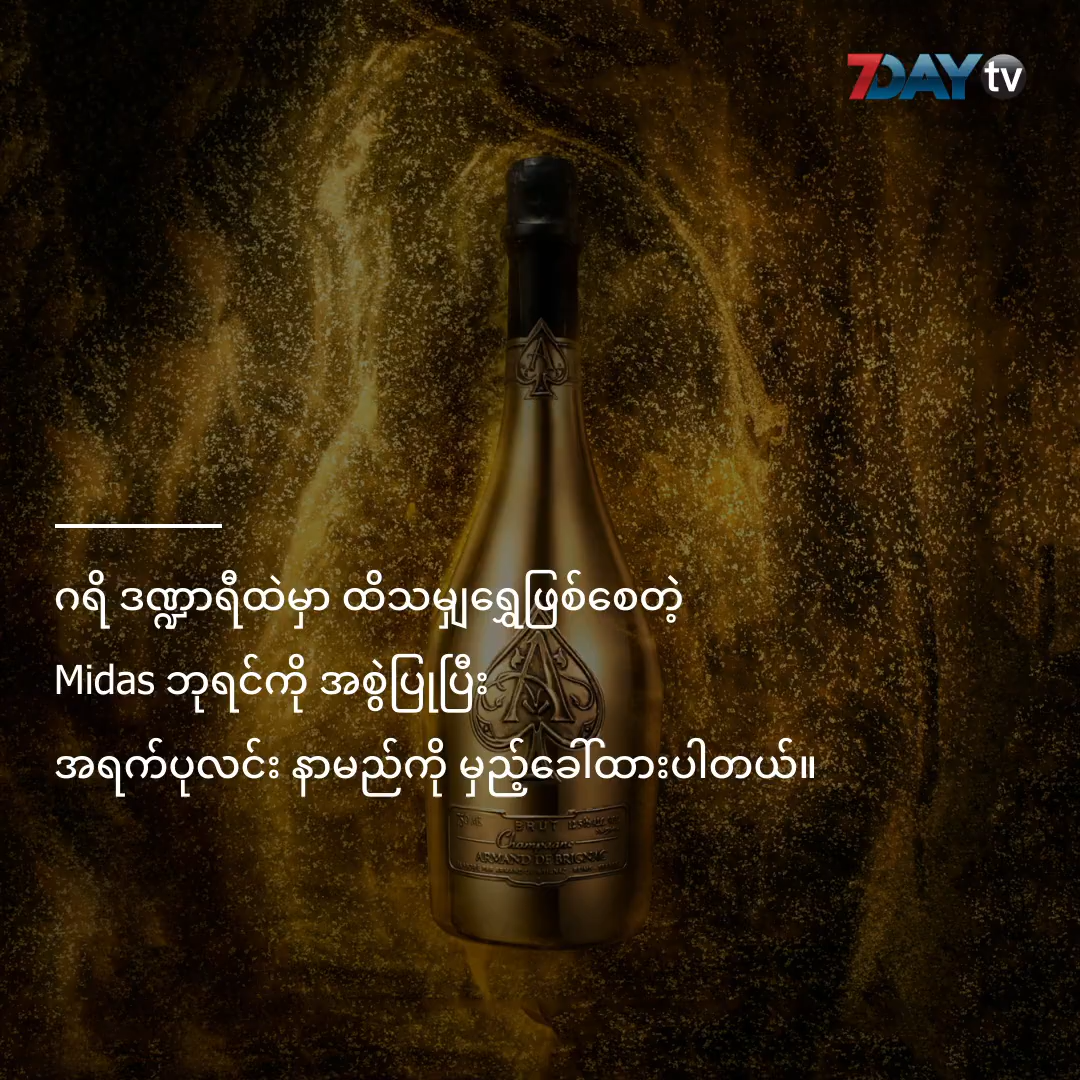 7DAY tv
ဂရိ ဒဏ္ဍာရီထဲမှာ ထိသမျှရွှေဖြစ်စေတဲ့
Midas ဘုရင်ကို အစွဲပြုပြီး
အရက်ပုလင်း နာမည်ကို မှည့်ခေါ်ထားပါတယ်။
BRUT
Champagne
ARMAND DE BRIGNAC